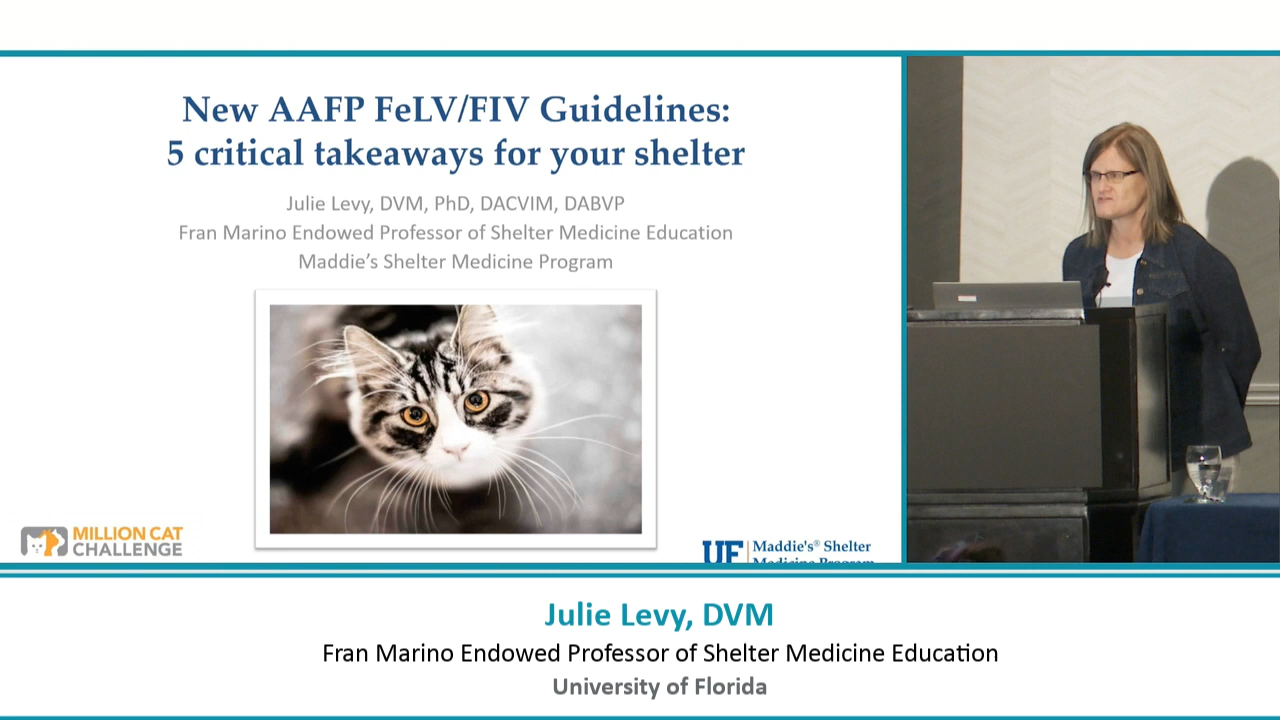 New AAFP FeLV/FIV Guidelines:
5 critical takeaways for your shelter
Julie Levy, DVM, PhD, DACVIM, DABVP
Fran Marino Endowed Professor of Shelter Medicine Education
Maddie's Shelter Medicine Program
MILLION CAT
CHALLENGE
UF
Maddie's® Shelter
Medicine Program
Julie Levy, DVM
Fran Marino Endowed Professor of Shelter Medicine Education
University of Florida